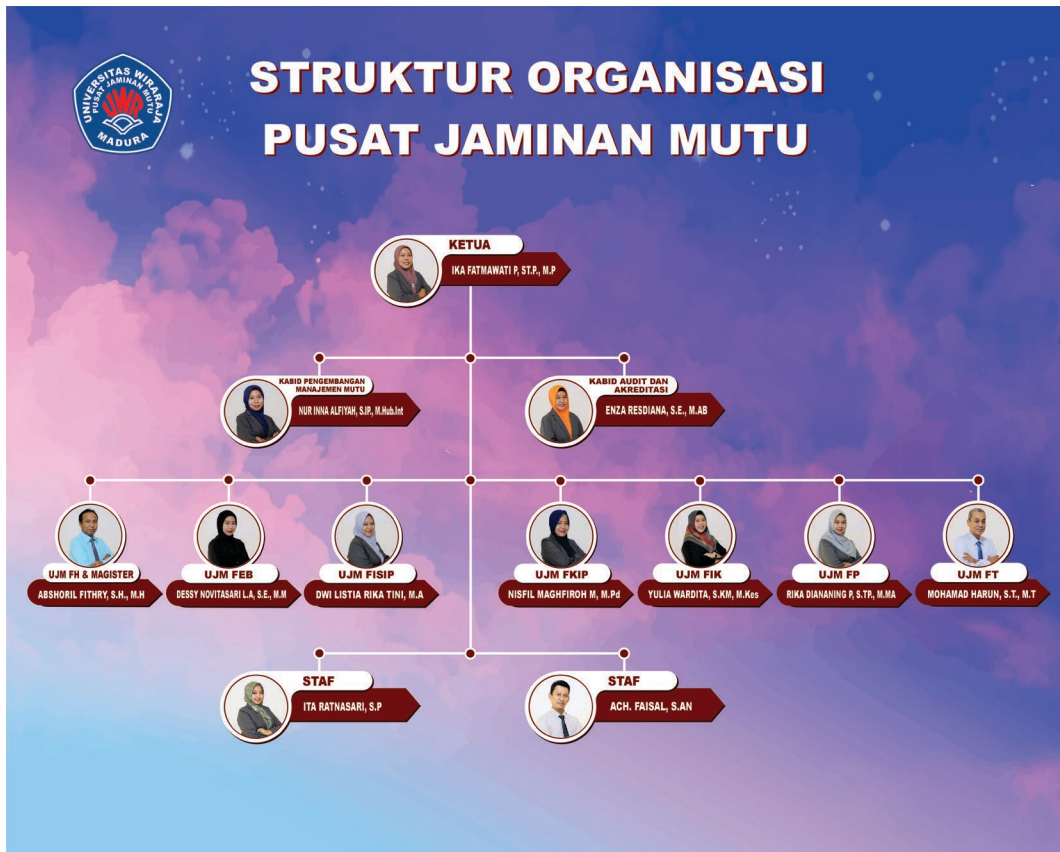 UNIVERSITAS WIRARAJA
PUSAT JAMINAN MUTU
UWR
MADURA
STRUKTUR ORGANISASI
PUSAT JAMINAN MUTU
KETUA
IKA FATMAWATI P, ST.P., M.P
KABID PENGEMBANGAN
MANAJEMEN MUTU
NUR INNA ALFIYAH, S.IP., M.Hub.Int
KABID AUDIT DAN
AKREDITASI
ENZA RESDIANA, S.E., M.AB
UJM FH & MAGISTER
ABSHORIL FITHRY, S.H., M.H
UJM FEB
DESSY NOVITASARI L.A, S.E., M.M
UJM FISIP
DWI LISTIA RIKA TINI, M.A
UJM FKIP
NISFIL MAGHFIROH M, M.Pd
UJM FIK
YULIA WARDITA, S.KM, M.Kes
UJM FP
RIKA DIANANING P, S.TP., M.MA
UJM FT
MOHAMAD HARUN, S.T., M.T
STAF
ITA RATNASARI, S.P
STAF
ACH. FAISAL, S.AN